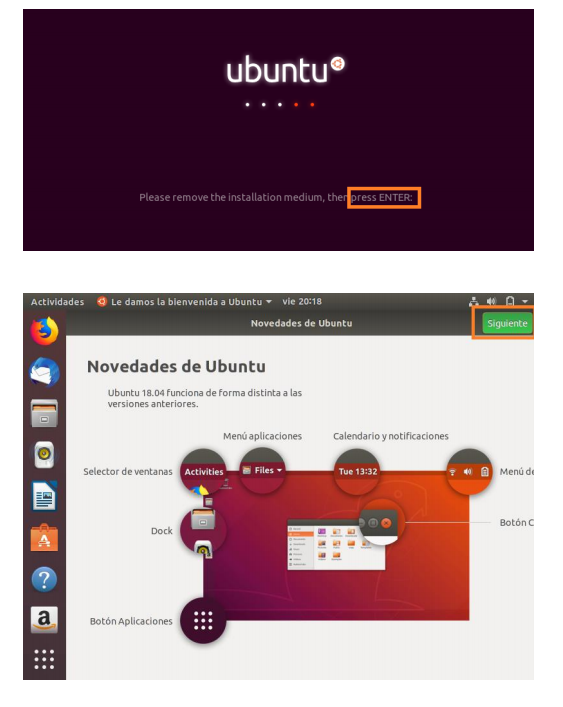 ubuntu
Please remove the installation medium, then press ENTER:
Actividades Le damos la bienvenida a Ubuntu vie 20:18
Novedades de Ubuntu
Siguiente
Novedades de Ubuntu
Ubuntu 18.04 funciona de forma distinta a las
versiones anteriores.
Menú aplicaciones Calendario y notificaciones
Selector de ventanas Activities Files Tue 13:32 Menú de
Dock
Botón C
Botón Aplicaciones
a